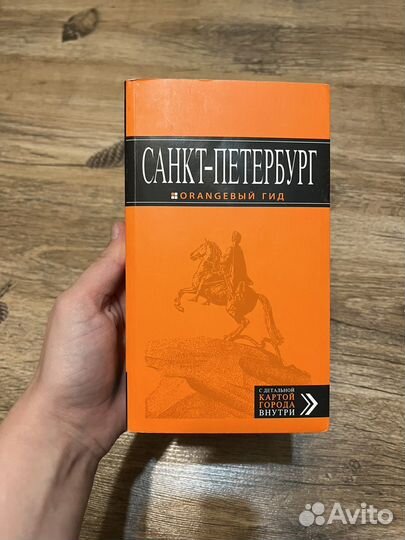 САНКТ-ПЕТЕРБУРГ
ORANGEВЫЙ ГИД
С ДЕТАЛЬНОЙ
КАРТОЙ
ГОРОДА
ВНУТРИ
Avito